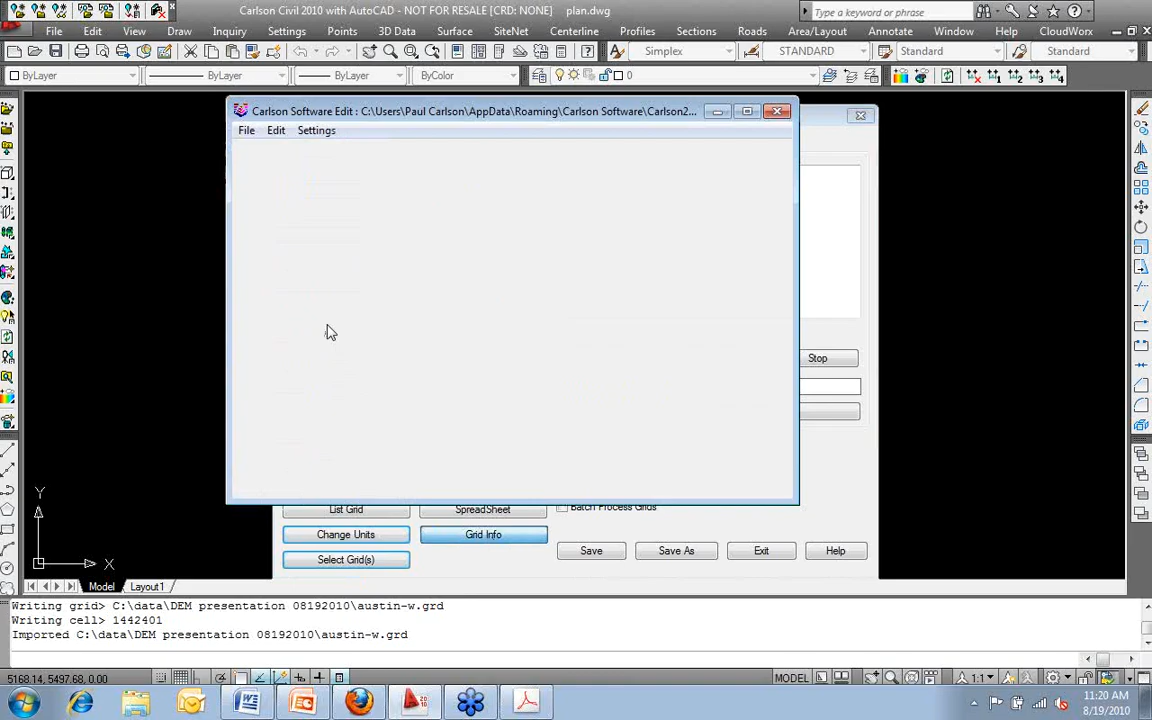 Carlson Civil 2010 with AutoCAD - NOT FOR RESALE [CRD: NONE]    plan.dwg
Type a keyword or phrase
File Edit View Draw Inquiry Settings Points 3D Data Surface SiteNet Centerline Profiles Sections Roads Area/Layout Annotate Window Help CloudWorx
Simplex STANDARD Standard Standard
ByLayer ByLayer ByLayer ByColor 0
Carlson Software Edit : C:\Users\Paul Carlson\AppData\Roaming\Carlson Software\Carlson2...
File Edit Settings
Stop
List Grid SpreadSheet Batch Process Grids
Change Units Grid Info
Save Save As Exit Help
Select Grid(s)
Y
X
Model Layout1
Writing grid> C:\data\DEM presentation 08192010\austin-w.grd
Writing cell> 1442401
Imported C:\data\DEM presentation 08192010\austin-w.grd
5168.14, 5497.68, 0.00 MODEL 1:1
11:20 AM
8/19/2010